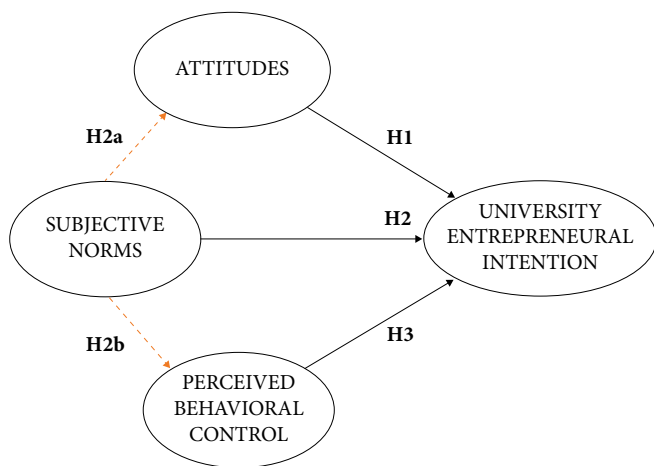 ATTITUDES
H2a
H1
SUBJECTIVE
NORMS
H2
UNIVERSITY
ENTREPRENEURAL
INTENTION
H2b
H3
PERCEIVED
BEHAVIORAL
CONTROL